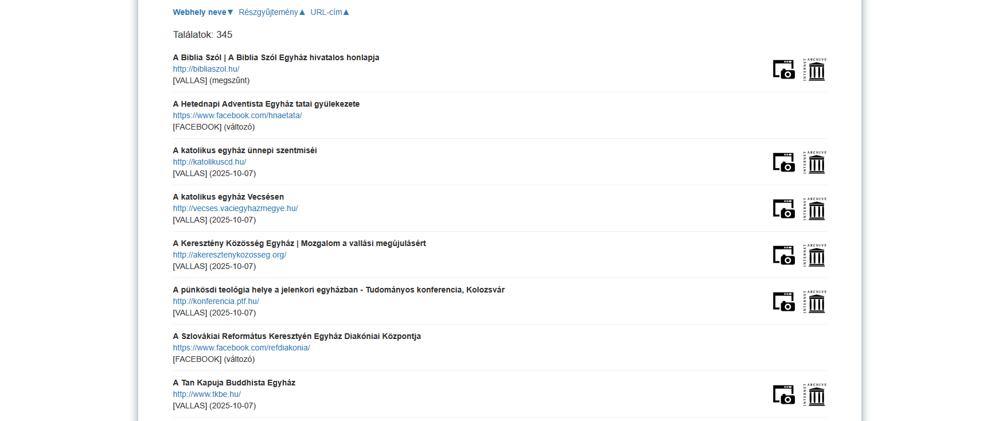 Webhely neve▼ Részgyűjtemény▲ URL-cím▲
Találatok: 345
A Biblia Szól | A Biblia Szól Egyház hivatalos honlapja
http://bibliaszol.hu/
[VALLAS] (megszűnt)
INTERNET ARCHIVE
A Hetednapi Adventista Egyház tatai gyülekezete
https://www.facebook.com/hnaetata/
[FACEBOOK] (változó)
A katolikus egyház ünnepi szentmiséi
http://katolikuscd.hu/
[VALLAS] (2025-10-07)
INTERNET ARCHIVE
A katolikus egyház Vecsésen
http://vecses.vaciegyhazmegye.hu/
[VALLAS] (2025-10-07)
INTERNET ARCHIVE
A Keresztény Közösség Egyház | Mozgalom a vallási megújulásért
http://akeresztenykozosseg.org/
[VALLAS] (2025-10-07)
INTERNET ARCHIVE
A pünkösdi teológia helye a jelenkori egyházban - Tudományos konferencia, Kolozsvár
http://konferencia.ptf.hu/
[VALLAS] (2025-10-07)
INTERNET ARCHIVE
A Szlovákiai Református Keresztyén Egyház Diakóniai Központja
https://www.facebook.com/refdiakonia/
[FACEBOOK] (változó)
A Tan Kapuja Buddhista Egyház
http://www.tkbe.hu/
[VALLAS] (2025-10-07)
INTERNET ARCHIVE